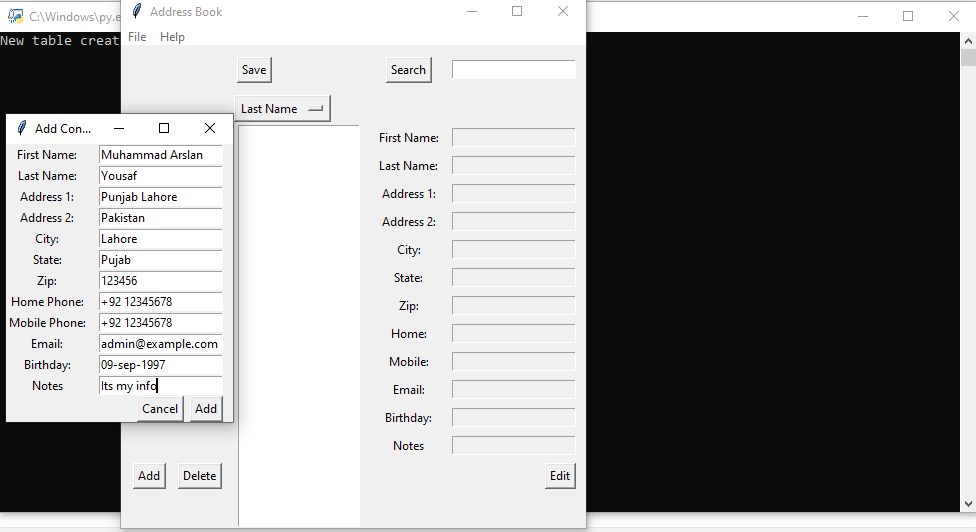 C:\Windows\py.e
New table creat
Address Book
File Help
Save
Search
Last Name
First Name:
Last Name:
Address 1:
Address 2:
City:
State:
Zip:
Home:
Mobile:
Email:
Birthday:
Notes
Add Delete
Edit
Add Con...
First Name: Muhammad Arslan
Last Name: Yousaf
Address 1: Punjab Lahore
Address 2: Pakistan
City: Lahore
State: Pujab
Zip: 123456
Home Phone: +92 12345678
Mobile Phone: +92 12345678
Email: admin@example.com
Birthday: 09-sep-1997
Notes Its my info
Cancel Add